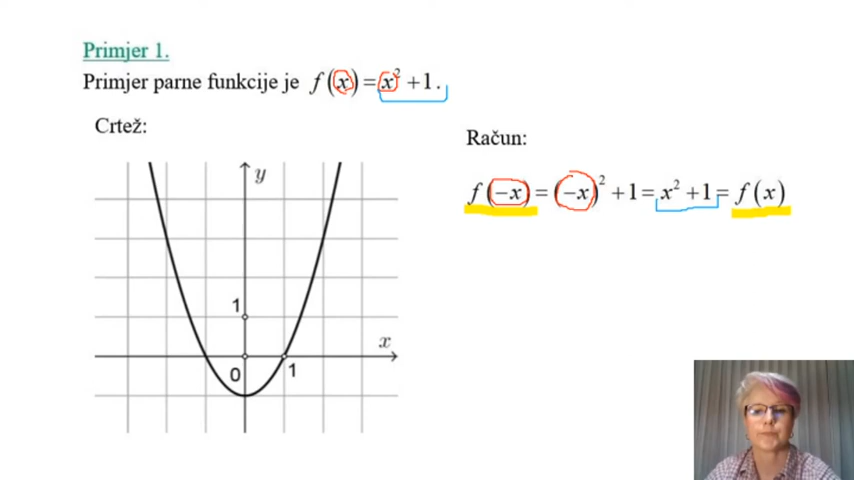 Primjer 1.
Primjer parne funkcije je f(x) = x² + 1.
Crtež:
Račun:
f(−x) = (−x)² + 1 = x² + 1 = f(x)
y
1
x
0
1